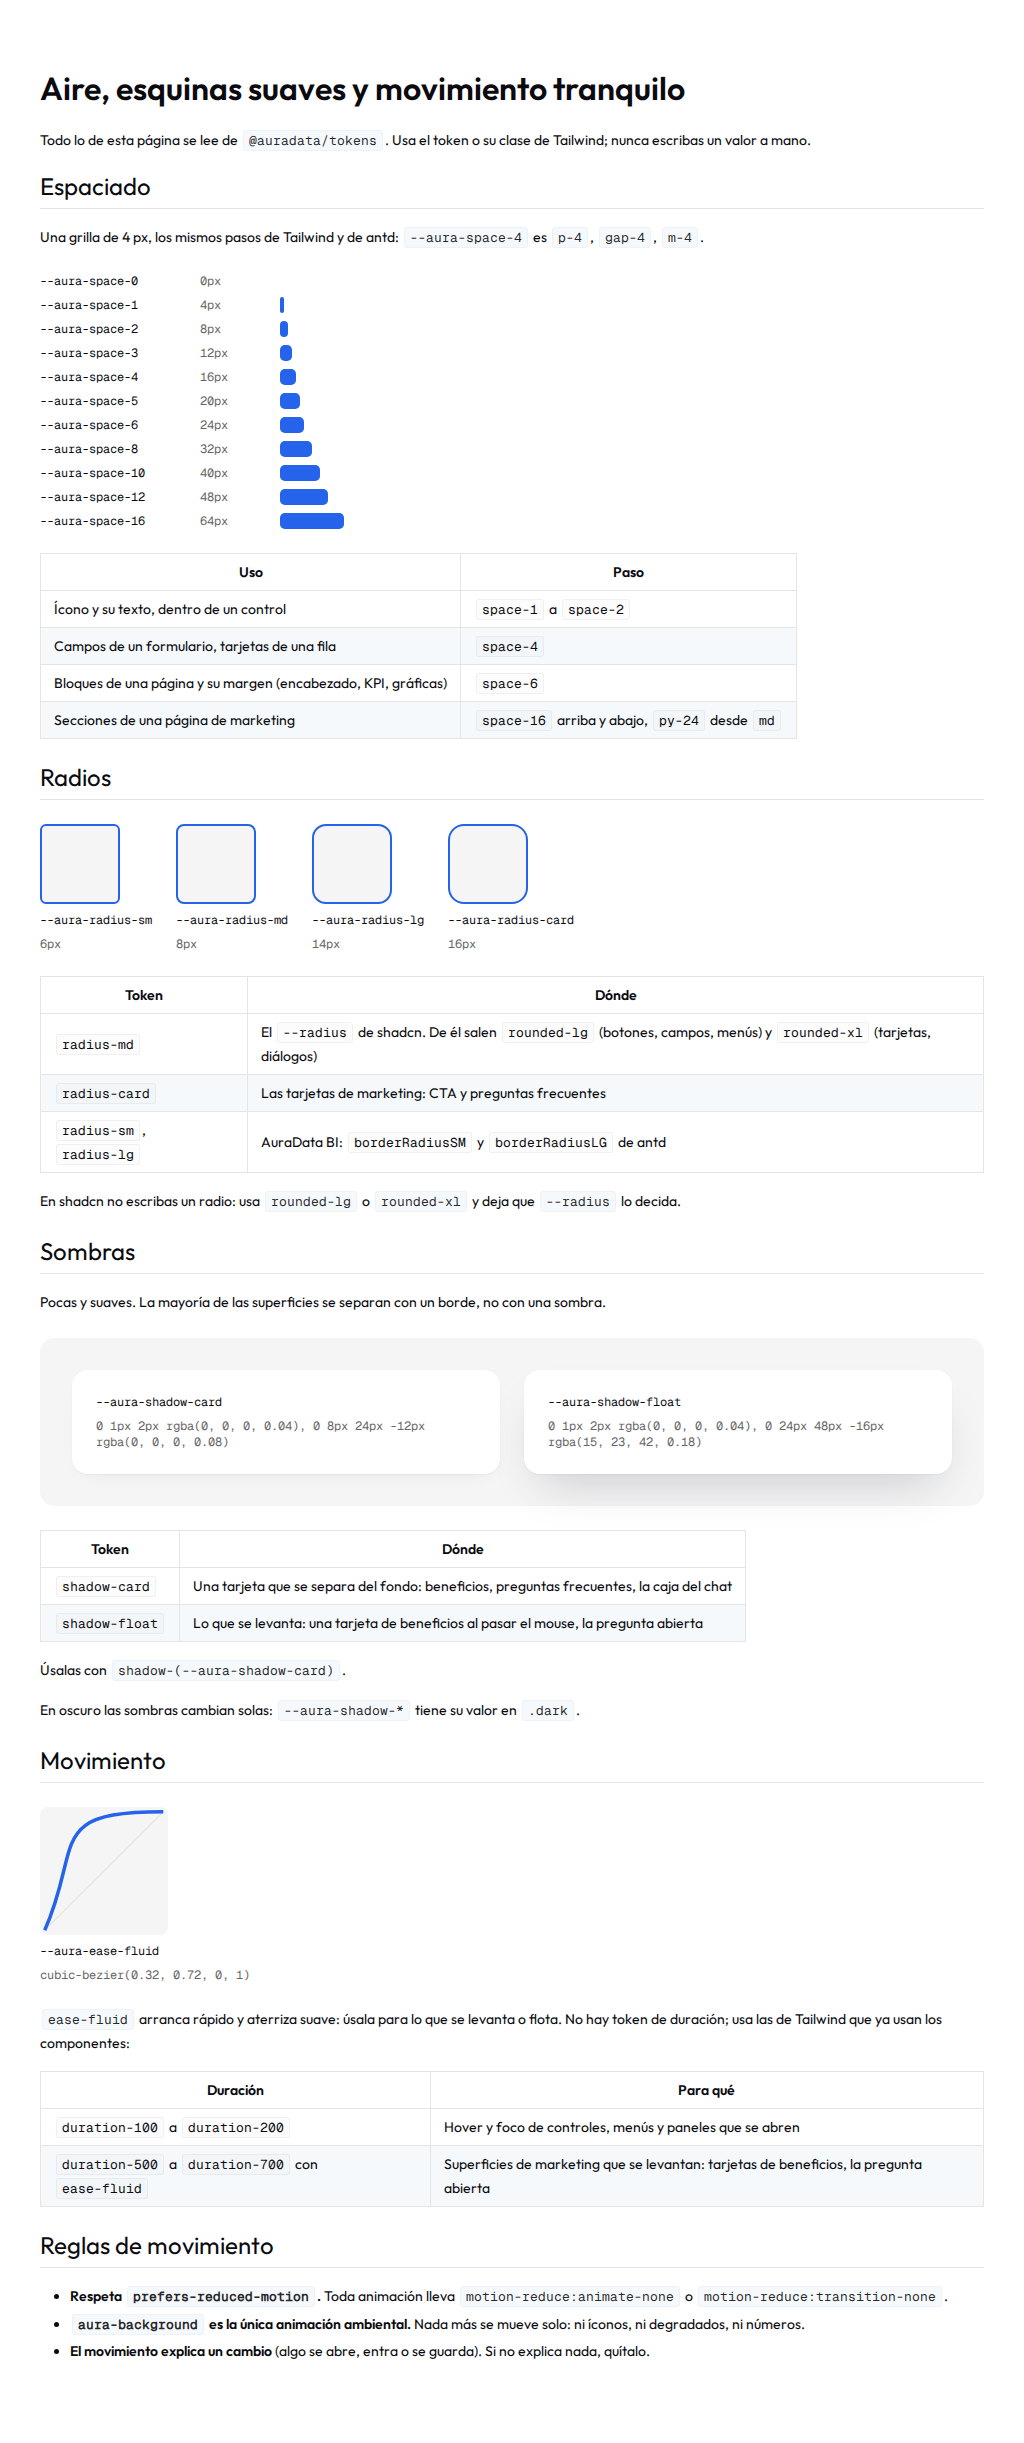 Aire, esquinas suaves y movimiento tranquilo
Todo lo de esta página se lee de @auradata/tokens . Usa el token o su clase de Tailwind; nunca escribas un valor a mano.
Espaciado
Una grilla de 4 px, los mismos pasos de Tailwind y de antd: --aura-space-4 es p-4 , gap-4 , m-4 .
--aura-space-0 0px
--aura-space-1 4px
--aura-space-2 8px
--aura-space-3 12px
--aura-space-4 16px
--aura-space-5 20px
--aura-space-6 24px
--aura-space-8 32px
--aura-space-10 40px
--aura-space-12 48px
--aura-space-16 64px
Uso Paso
Ícono y su texto, dentro de un control space-1 a space-2
Campos de un formulario, tarjetas de una fila space-4
Bloques de una página y su margen (encabezado, KPI, gráficas) space-6
Secciones de una página de marketing space-16 arriba y abajo, py-24 desde md
Radios
--aura-radius-sm --aura-radius-md --aura-radius-lg --aura-radius-card
6px 8px 14px 16px
Token Dónde
radius-md El --radius de shadcn. De él salen rounded-lg (botones, campos, menús) y rounded-xl (tarjetas,
diálogos)
radius-card Las tarjetas de marketing: CTA y preguntas frecuentes
radius-sm ,
radius-lg AuraData BI: borderRadiusSM y borderRadiusLG de antd
En shadcn no escribas un radio: usa rounded-lg o rounded-xl y deja que --radius lo decida.
Sombras
Pocas y suaves. La mayoría de las superficies se separan con un borde, no con una sombra.
--aura-shadow-card
0 1px 2px rgba(0, 0, 0, 0.04), 0 8px 24px -12px
rgba(0, 0, 0, 0.08)
--aura-shadow-float
0 1px 2px rgba(0, 0, 0, 0.04), 0 24px 48px -16px
rgba(15, 23, 42, 0.18)
Token Dónde
shadow-card Una tarjeta que se separa del fondo: beneficios, preguntas frecuentes, la caja del chat
shadow-float Lo que se levanta: una tarjeta de beneficios al pasar el mouse, la pregunta abierta
Úsalas con shadow-(--aura-shadow-card) .
En oscuro las sombras cambian solas: --aura-shadow-* tiene su valor en .dark .
Movimiento
--aura-ease-fluid
cubic-bezier(0.32, 0.72, 0, 1)
ease-fluid arranca rápido y aterriza suave: úsala para lo que se levanta o flota. No hay token de duración; usa las de Tailwind que ya usan los
componentes:
Duración Para qué
duration-100 a duration-200 Hover y foco de controles, menús y paneles que se abren
duration-500 a duration-700 con
ease-fluid
Superficies de marketing que se levantan: tarjetas de beneficios, la pregunta
abierta
Reglas de movimiento
• Respeta prefers-reduced-motion . Toda animación lleva motion-reduce:animate-none o motion-reduce:transition-none .
• aura-background es la única animación ambiental. Nada más se mueve solo: ni íconos, ni degradados, ni números.
• El movimiento explica un cambio (algo se abre, entra o se guarda). Si no explica nada, quítalo.